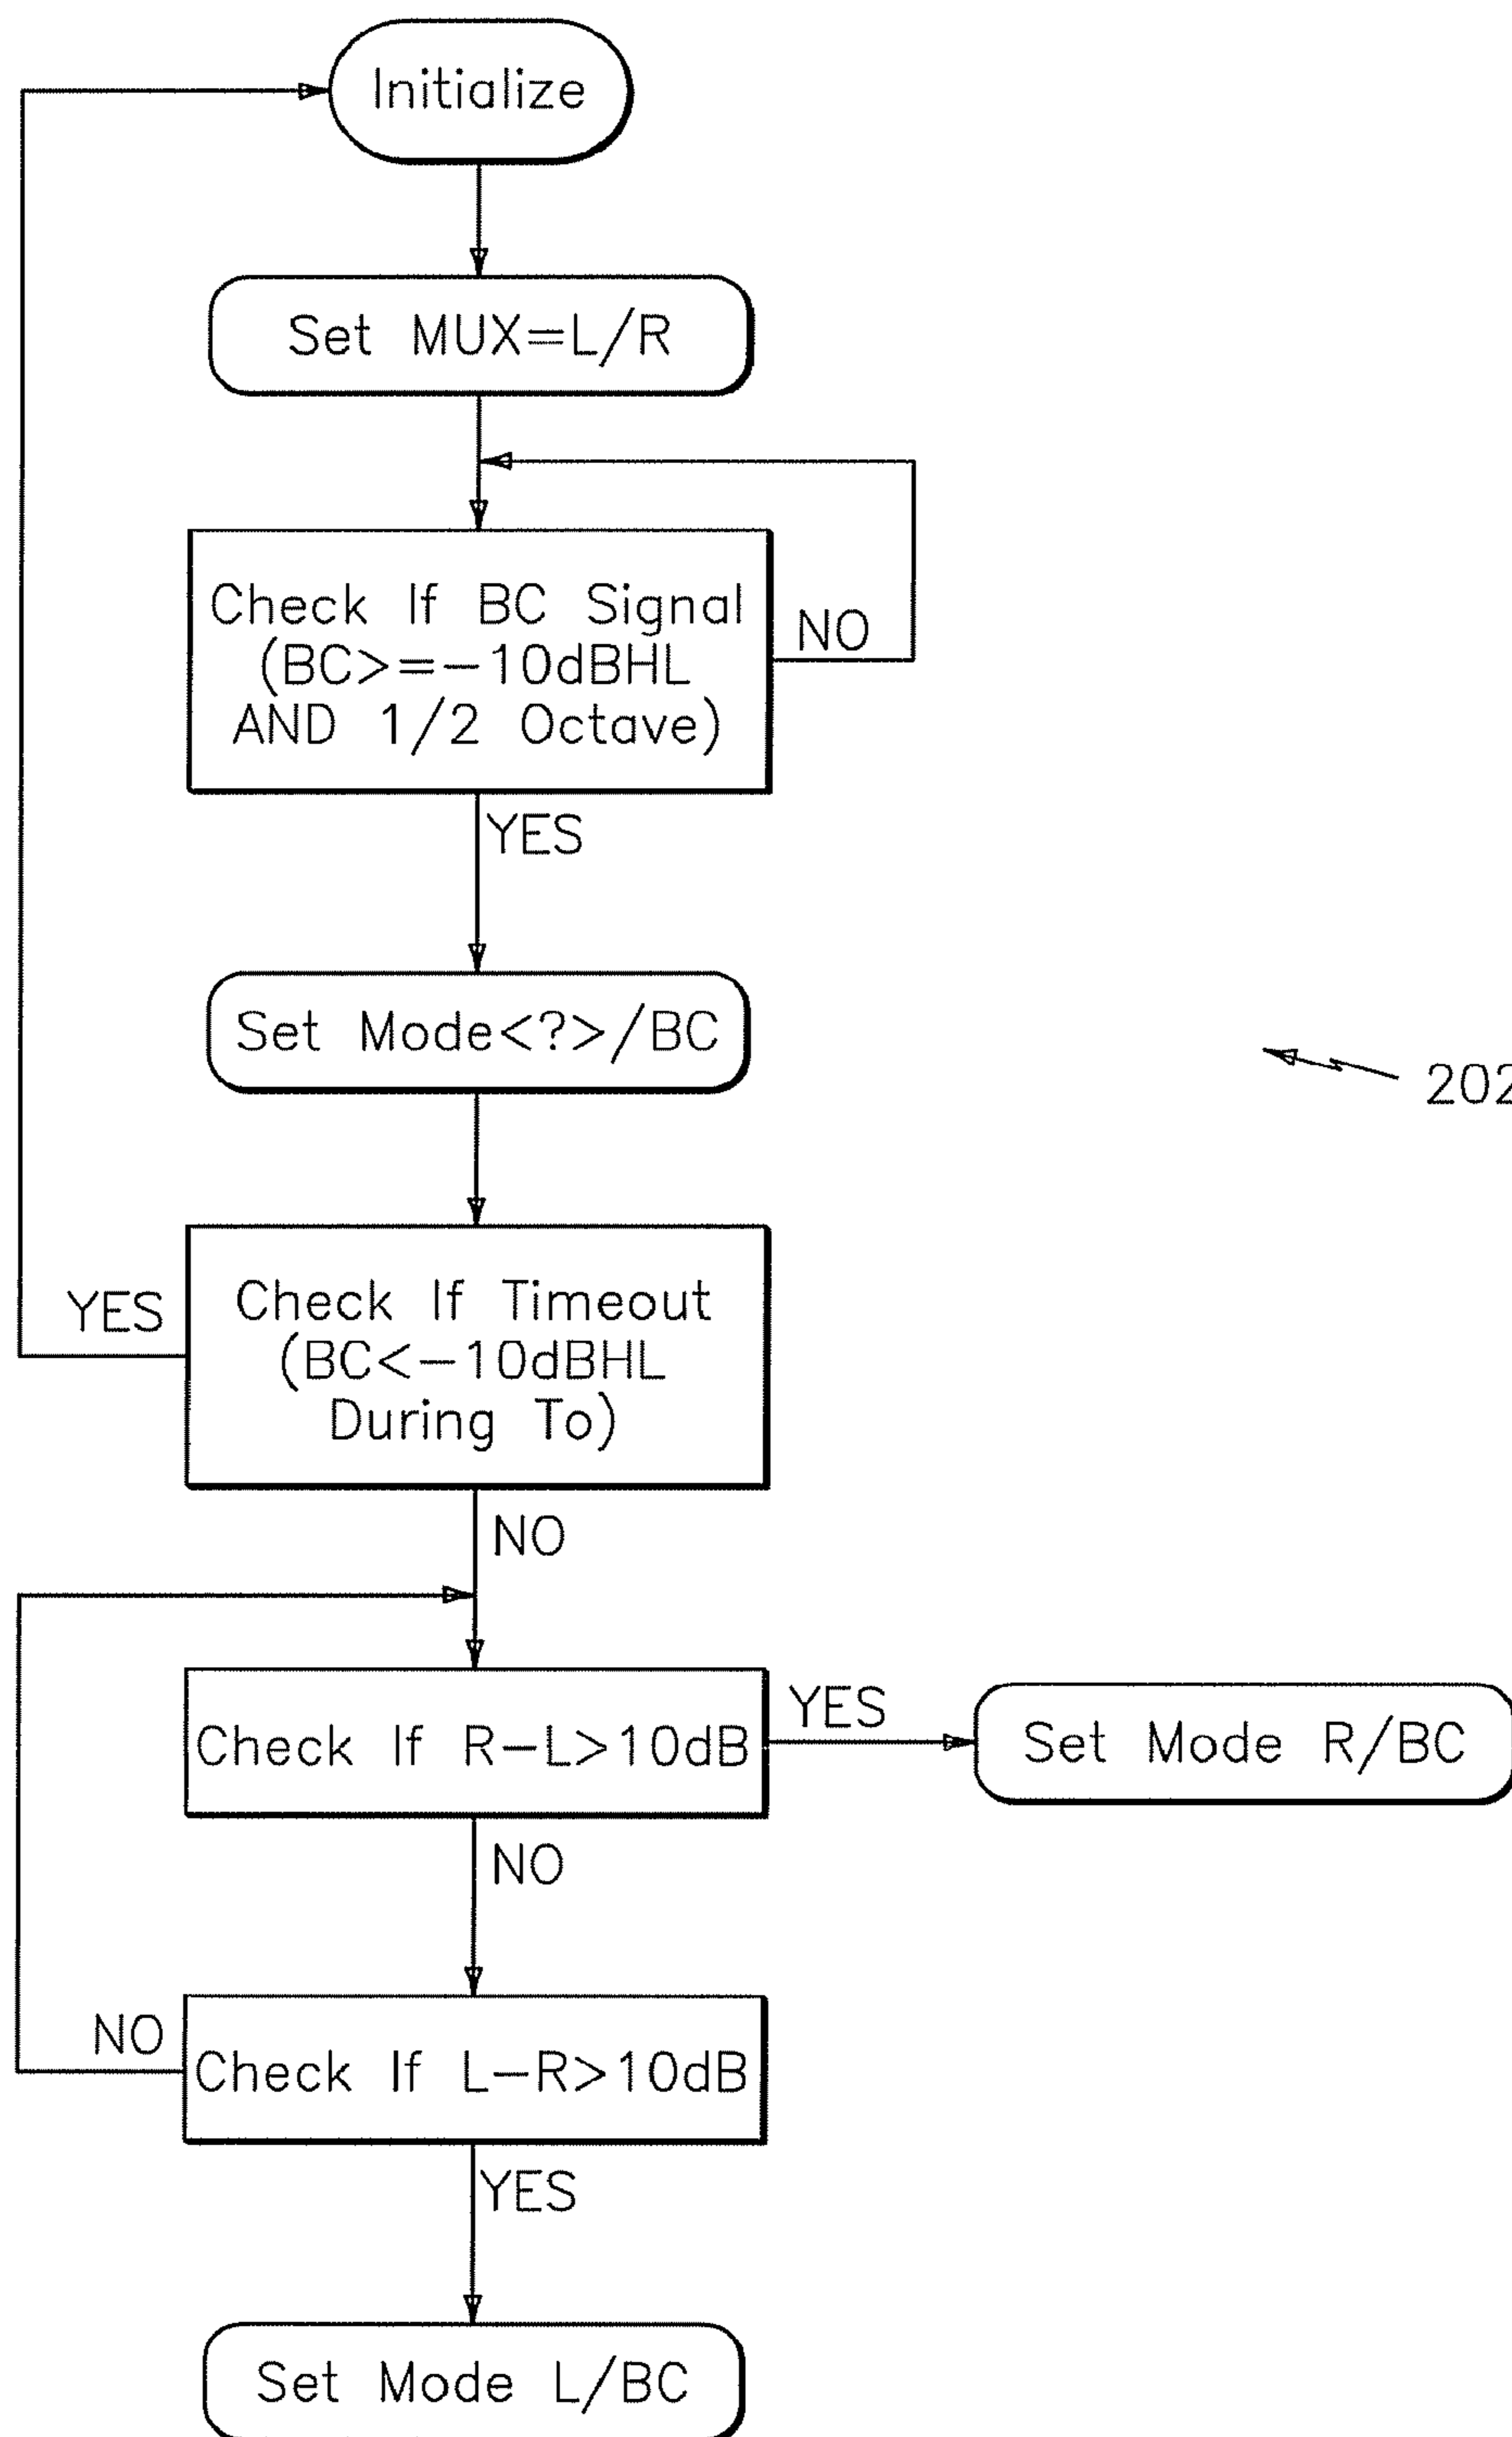 Initialize
Set MUX=L/R
Check If BC Signal
(BC>=-10dBHL
AND 1/2 Octave)
NO
YES
Set Mode<?>/BC
202
Check If Timeout
(BC<-10dBHL
During To)
YES
NO
Check If R-L>10dB
YES
Set Mode R/BC
NO
Check If L-R>10dB
NO
YES
Set Mode L/BC